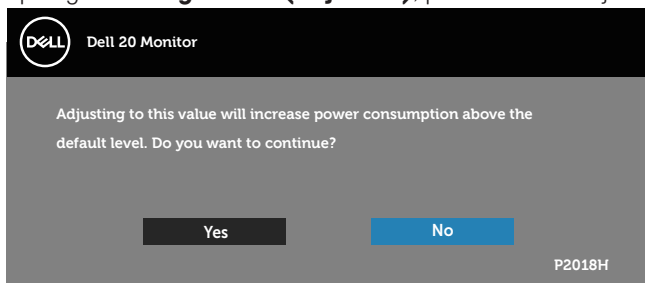 DELL Dell 20 Monitor
Adjusting to this value will increase power consumption above the
default level. Do you want to continue?
Yes No
P2018H